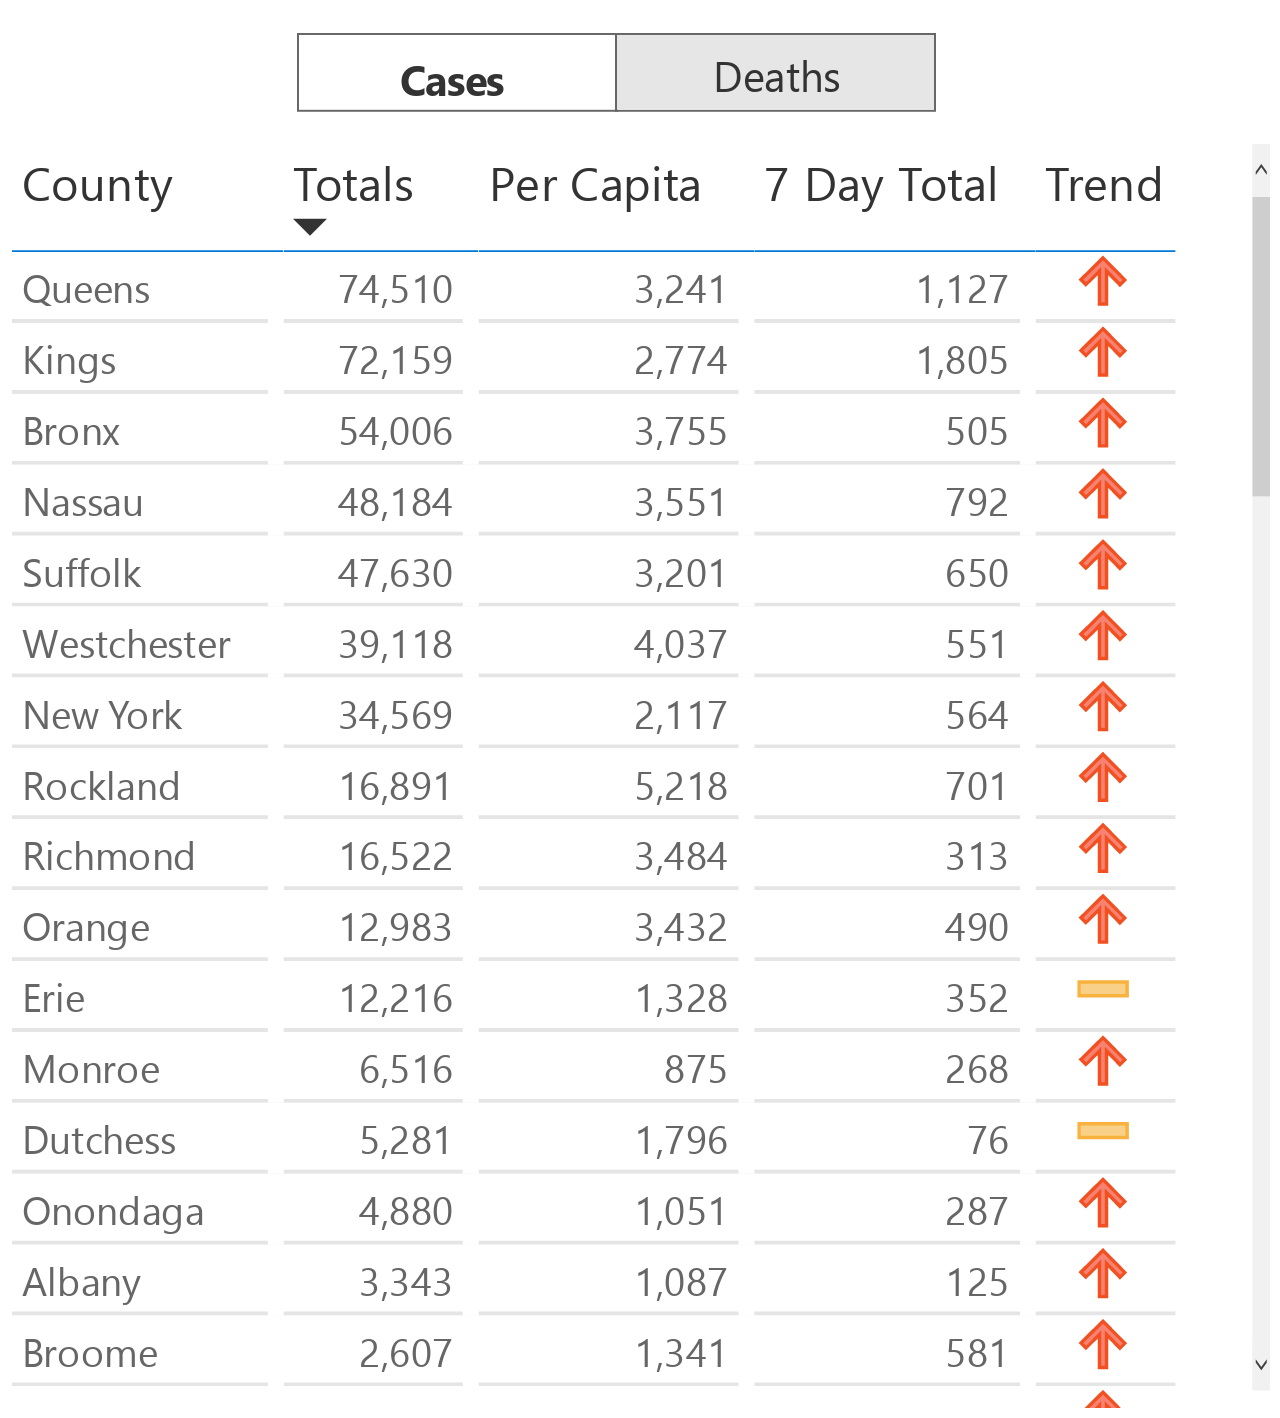 Cases Deaths
County Totals Per Capita 7 Day Total Trend
Queens 74,510 3,241 1,127
Kings 72,159 2,774 1,805
Bronx 54,006 3,755 505
Nassau 48,184 3,551 792
Suffolk 47,630 3,201 650
Westchester 39,118 4,037 551
New York 34,569 2,117 564
Rockland 16,891 5,218 701
Richmond 16,522 3,484 313
Orange 12,983 3,432 490
Erie 12,216 1,328 352
Monroe 6,516 875 268
Dutchess 5,281 1,796 76
Onondaga 4,880 1,051 287
Albany 3,343 1,087 125
Broome 2,607 1,341 581